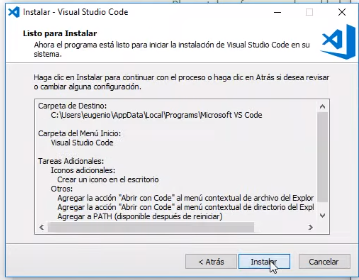 Instalar - Visual Studio Code
Listo para Instalar
Ahora el programa está listo para iniciar la instalación de Visual Studio Code en su
sistema.
Haga clic en Instalar para continuar con el proceso o haga clic en Atrás si desea revisar
o cambiar alguna configuración.
Carpeta de Destino:
C:\Users\eugenio\AppData\Local\Programs\Microsoft VS Code
Carpeta del Menú Inicio:
Visual Studio Code
Tareas Adicionales:
Iconos adicionales:
Crear un icono en el escritorio
Otros:
Agregar la acción "Abrir con Code" al menú contextual de archivo del Explor
Agregar la acción "Abrir con Code" al menú contextual de directorio del Expl
Agregar a PATH (disponible después de reiniciar)
< Atrás
Instalar
Cancelar